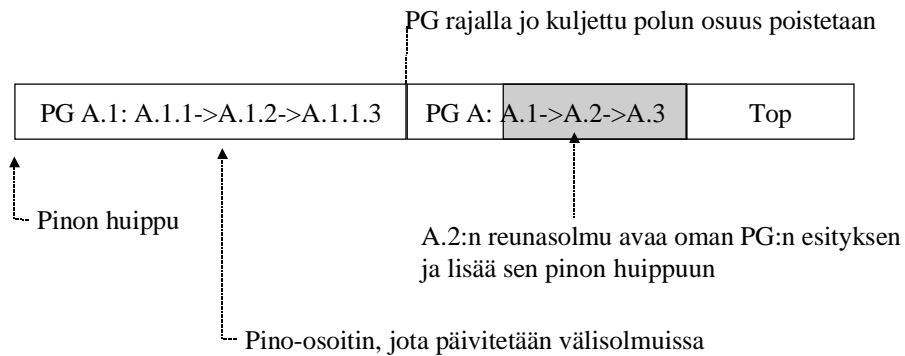 PG rajalla jo kuljettu polun osuus poistetaan
PG A.1: A.1.1->A.1.2->A.1.1.3
PG A: A.1->A.2->A.3
Top
Pinon huippu
A.2:n reunasolmu avaa oman PG:n esityksen
ja lisää sen pinon huippuun
Pino-osoitin, jota päivitetään välisolmuissa